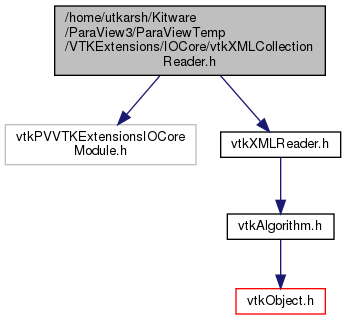 /home/utkarsh/Kitware
/ParaView3/ParaViewTemp
/VTKExtensions/IOCore/vtkXMLCollection
Reader.h
vtkPVVTKExtensionsIOCore
Module.h
vtkXMLReader.h
vtkAlgorithm.h
vtkObject.h